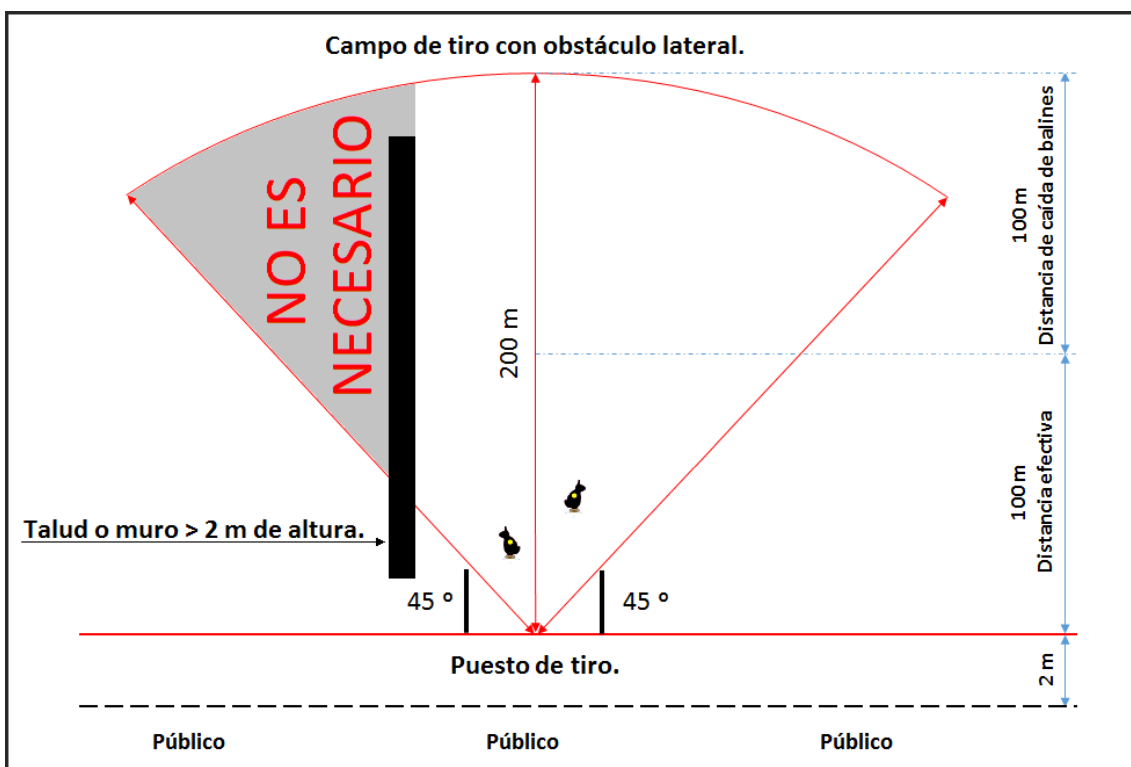 Campo de tiro con obstáculo lateral.
NO ES
NECESARIO
200 m
100 m
Distancia de caída de balines
100 m
Distancia efectiva
Talud o muro > 2 m de altura.
45 º
45 º
Puesto de tiro.
2 m
Público
Público
Público